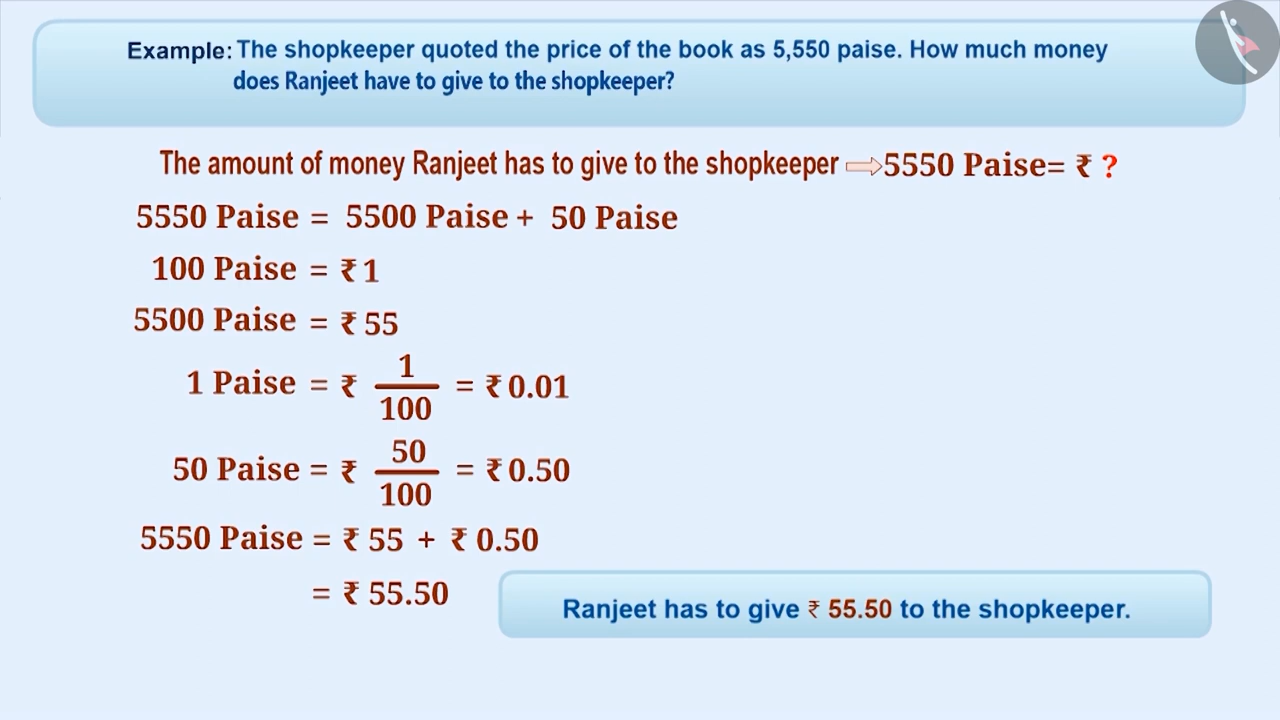 Example: The shopkeeper quoted the price of the book as 5,550 paise. How much money
does Ranjeet have to give to the shopkeeper?
The amount of money Ranjeet has to give to the shopkeeper ⇨ 5550 Paise= ₹ ?
5550 Paise = 5500 Paise + 50 Paise
100 Paise = ₹ 1
5500 Paise = ₹ 55
1 Paise = ₹ 1/100 = ₹ 0.01
50 Paise = ₹ 50/100 = ₹ 0.50
5550 Paise = ₹ 55 + ₹ 0.50
= ₹ 55.50
Ranjeet has to give ₹ 55.50 to the shopkeeper.